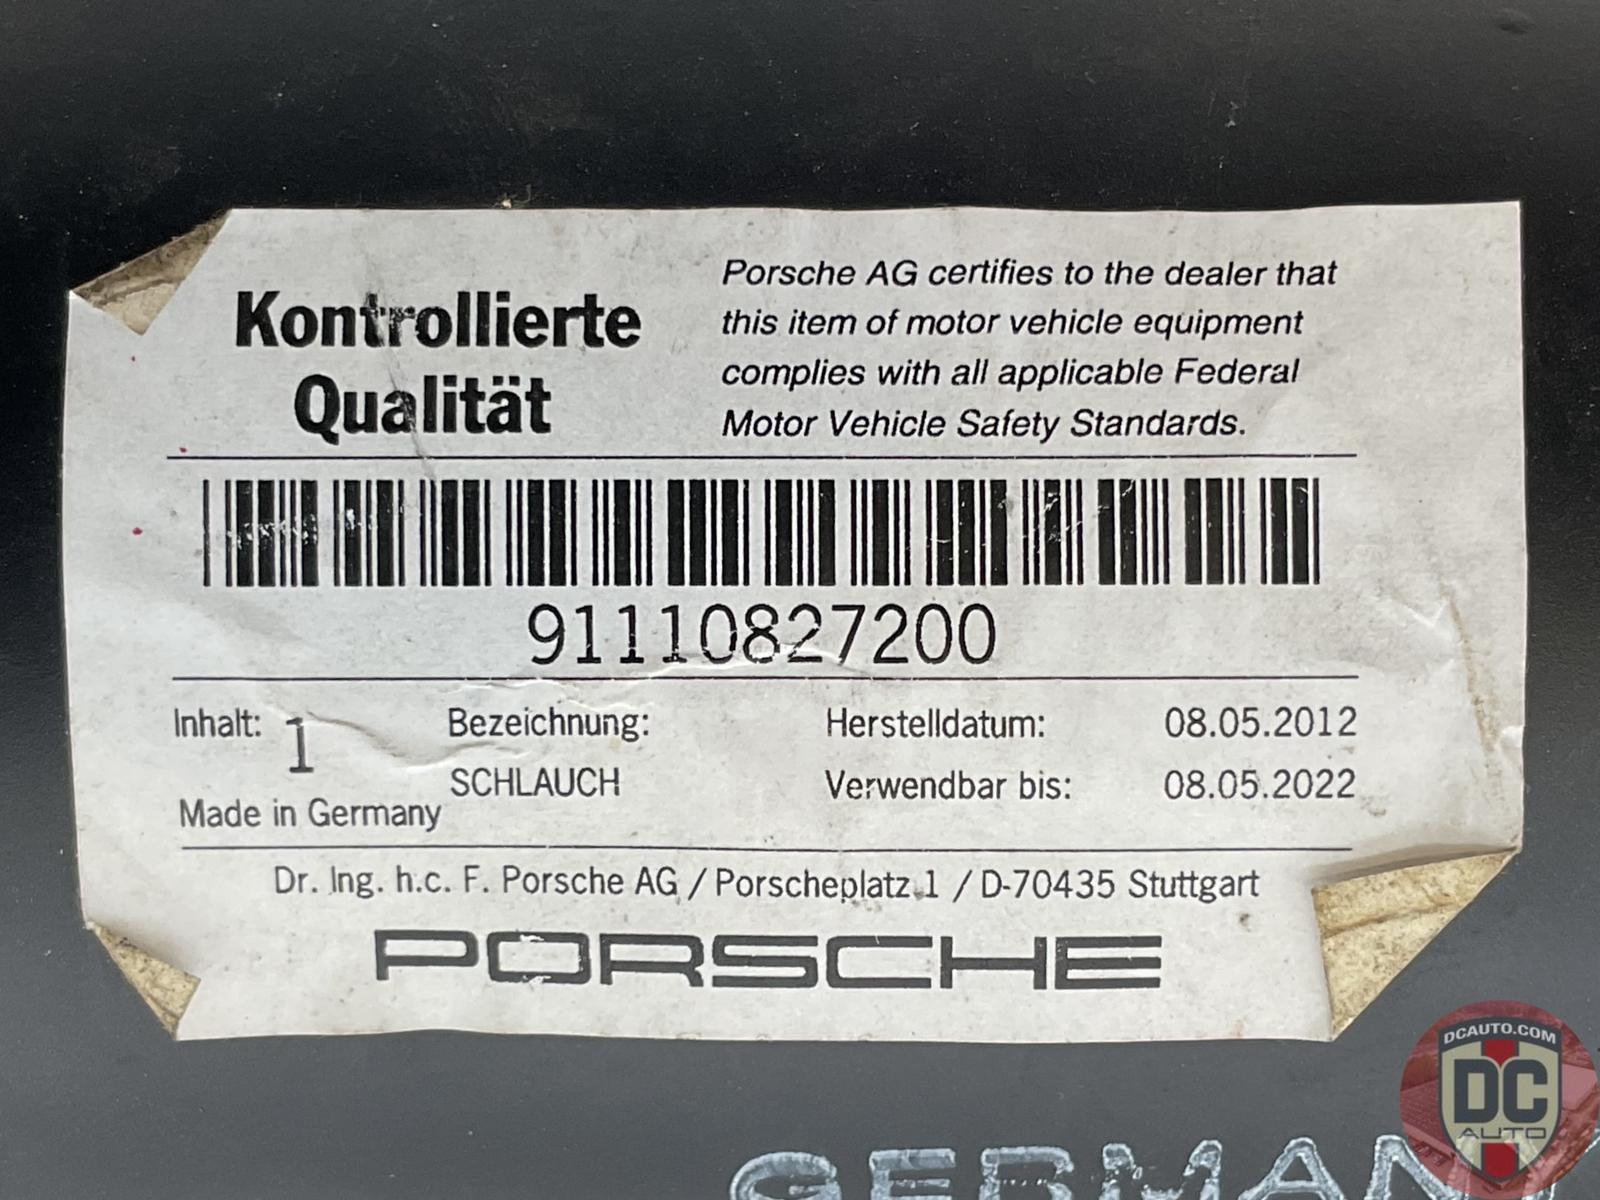 Kontrollierte
Qualität
Porsche AG certifies to the dealer that
this item of motor vehicle equipment
complies with all applicable Federal
Motor Vehicle Safety Standards.
91110827200
Inhalt: 1
Bezeichnung:
SCHLAUCH
Herstelldatum: 08.05.2012
Verwendbar bis: 08.05.2022
Made in Germany
Dr. Ing. h.c. F. Porsche AG / Porscheplatz 1 / D-70435 Stuttgart
PORSCHE
GERMANY
DCAUTO.COM
DC
AUTO